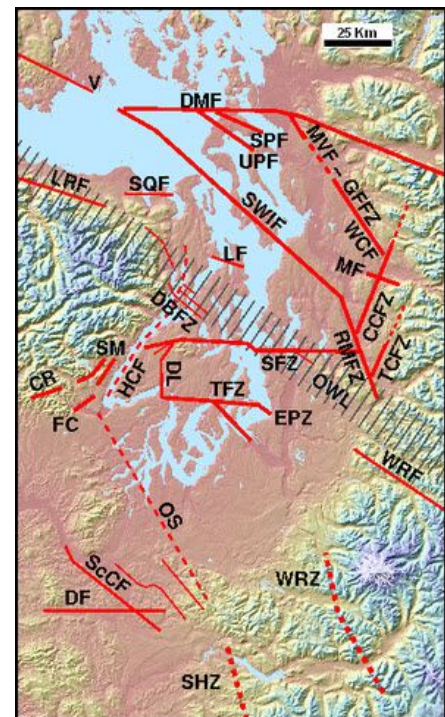 25 Km
V
DMF
SPF
UPF
MVF - GFFZ
LRF
SQF
SWIF
WCF
LF
MF
DBFZ
CCFZ
RMFZ
TCFZ
SM
HCF
DL
SFZ
OWL
CR
TFZ
FC
EPZ
WRF
OS
ScCF
WRZ
DF
SHZ